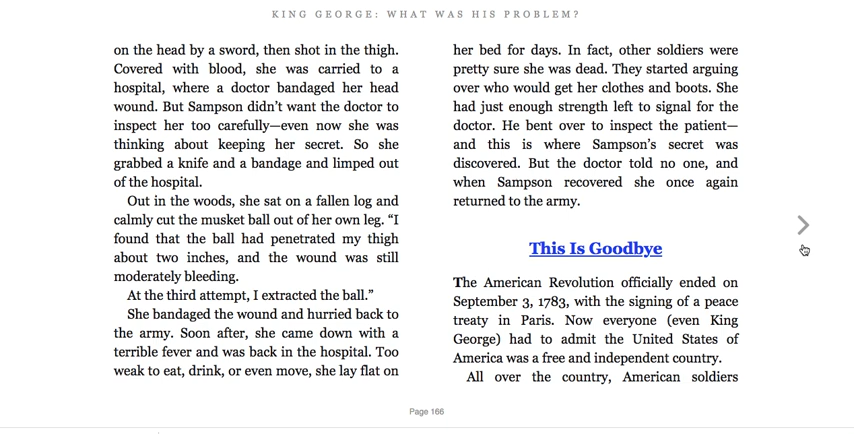 KING GEORGE: WHAT WAS HIS PROBLEM?
on the head by a sword, then shot in the thigh.
Covered with blood, she was carried to a
hospital, where a doctor bandaged her head
wound. But Sampson didn’t want the doctor to
inspect her too carefully—even now she was
thinking about keeping her secret. So she
grabbed a knife and a bandage and limped out
of the hospital.
Out in the woods, she sat on a fallen log and
calmly cut the musket ball out of her own leg. “I
found that the ball had penetrated my thigh
about two inches, and the wound was still
moderately bleeding.
At the third attempt, I extracted the ball.”
She bandaged the wound and hurried back to
the army. Soon after, she came down with a
terrible fever and was back in the hospital. Too
weak to eat, drink, or even move, she lay flat on
her bed for days. In fact, other soldiers were
pretty sure she was dead. They started arguing
over who would get her clothes and boots. She
had just enough strength left to signal for the
doctor. He bent over to inspect the patient—
and this is where Sampson’s secret was
discovered. But the doctor told no one, and
when Sampson recovered she once again
returned to the army.
This Is Goodbye
The American Revolution officially ended on
September 3, 1783, with the signing of a peace
treaty in Paris. Now everyone (even King
George) had to admit the United States of
America was a free and independent country.
All over the country, American soldiers
Page 166